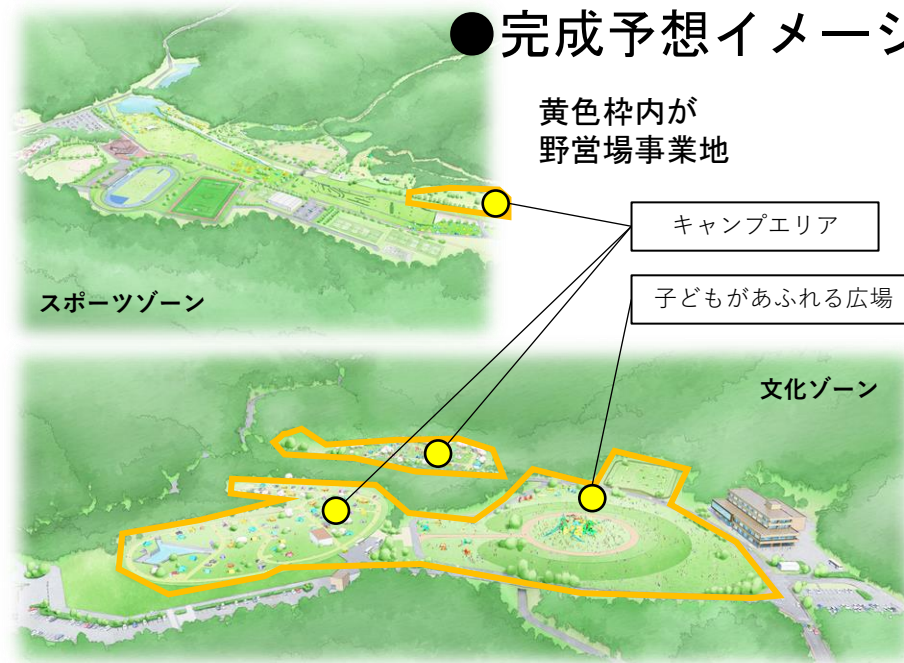 ●完成予想イメージ
黄色枠内が
野営場事業地
キャンプエリア
子どもがあふれる広場
スポーツゾーン
文化ゾーン